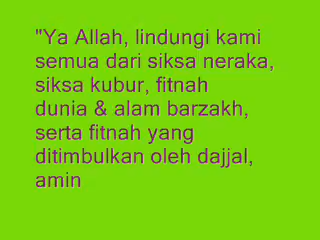 "Ya Allah, lindungi kami
semua dari siksa neraka,
siksa kubur, fitnah
dunia & alam barzakh,
serta fitnah yang
ditimbulkan oleh dajjal,
amin